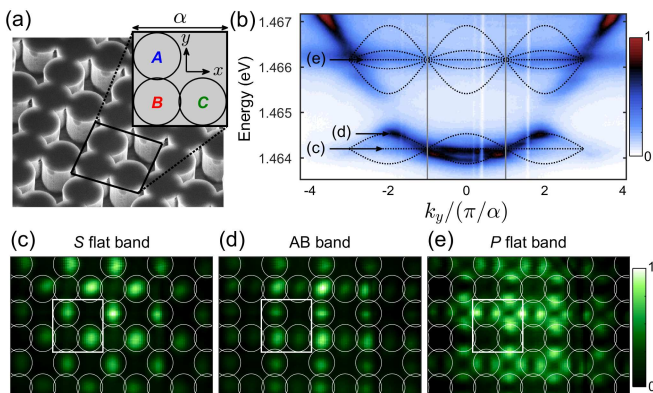 (a)
α
A
B
C
y
x
(b)
Energy (eV)
1.467
1.466
1.465
1.464
(e)
(d)
(c)
-4
-2
0
2
4
k_y/(π/α)
1
0
(c) S flat band
(d) AB band
(e) P flat band
1
0